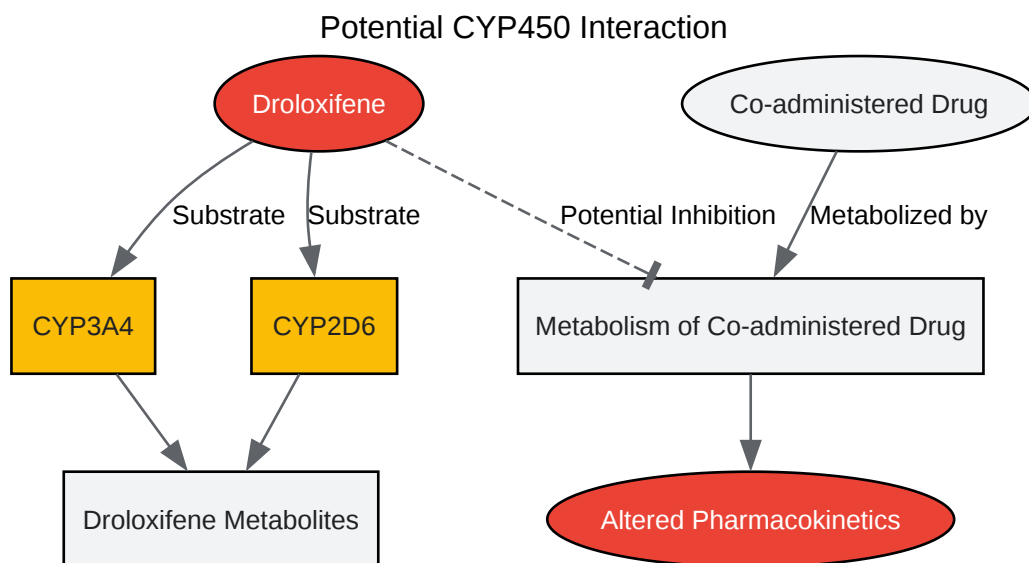 Potential CYP450 Interaction
Droloxifene
Co-administered Drug
Substrate
Substrate
Potential Inhibition
Metabolized by
CYP3A4
CYP2D6
Metabolism of Co-administered Drug
Droloxifene Metabolites
Altered Pharmacokinetics